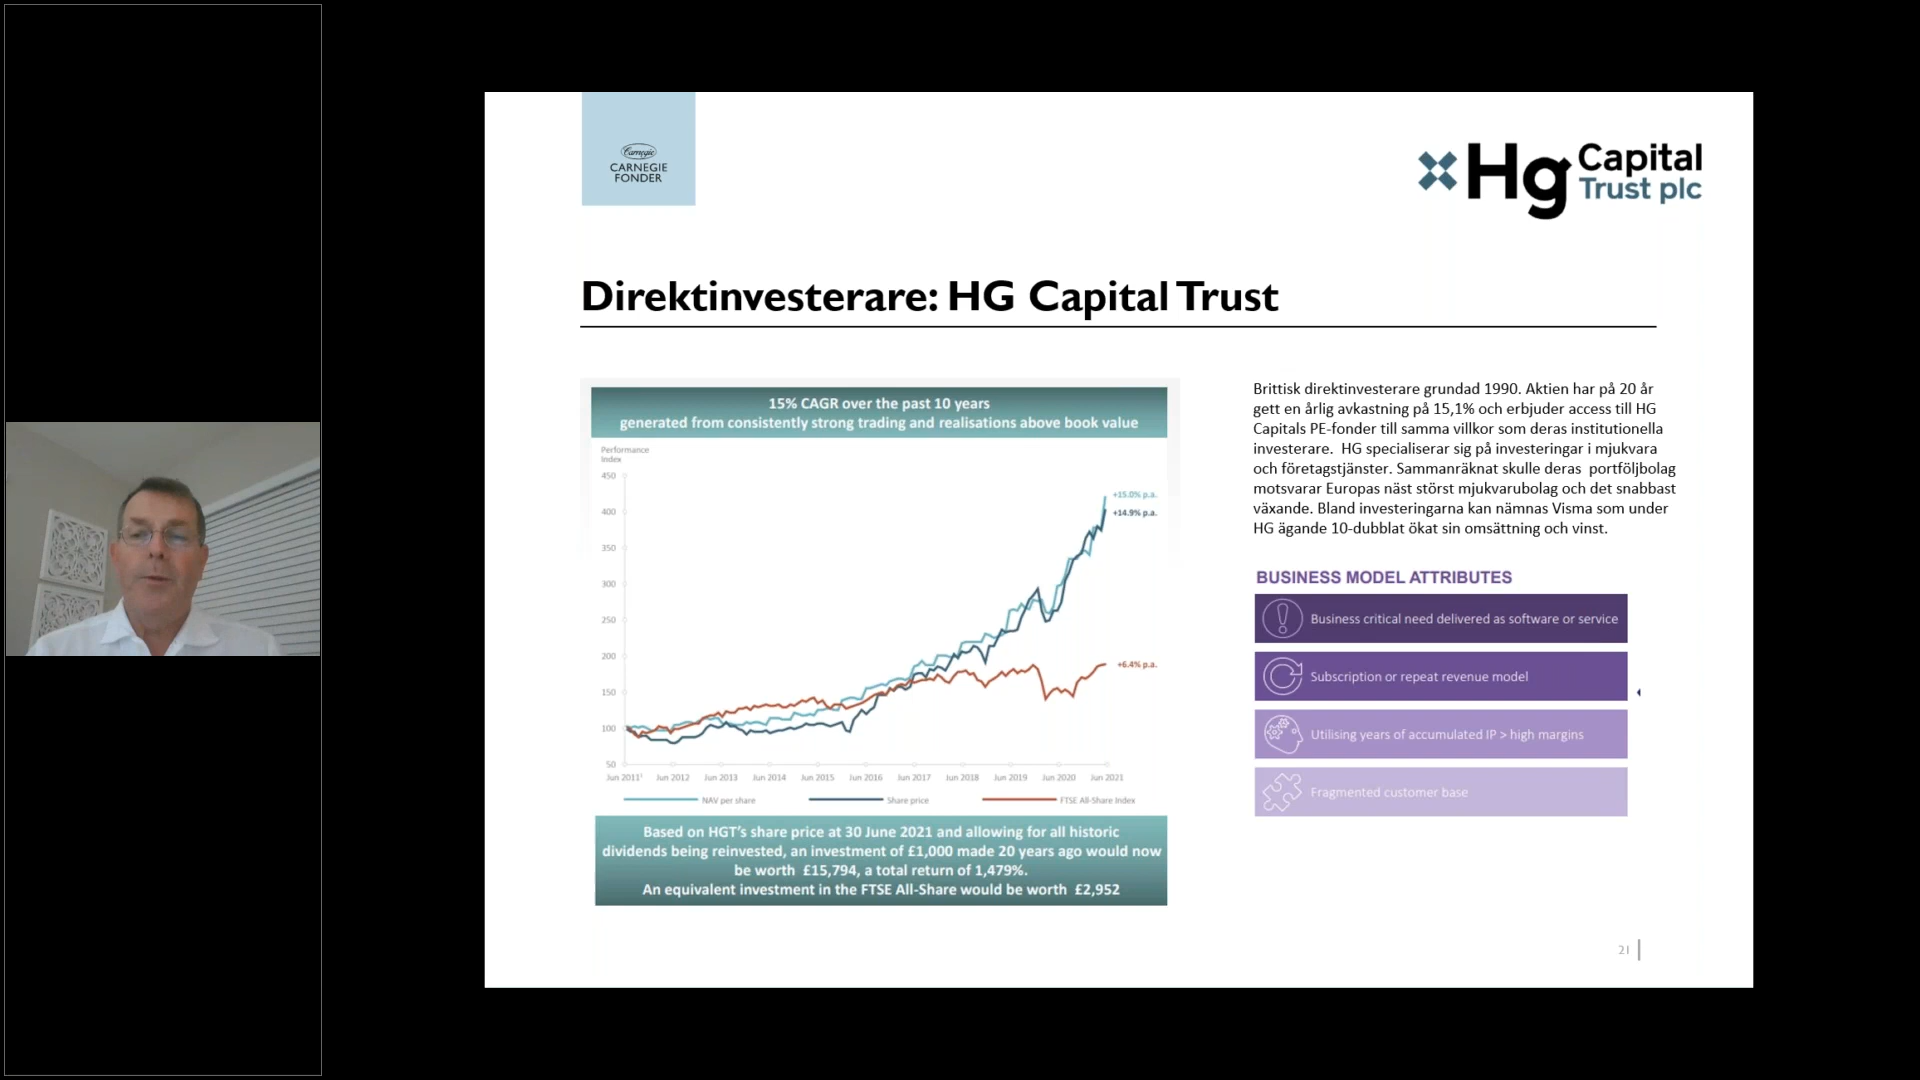 Carnegie
CARNEGIE
FONDER
Hg Capital
Trust plc
Direktinvesterare: HG Capital Trust
15% CAGR over the past 10 years
generated from consistently strong trading and realisations above book value
Performance
Index
450
400
350
300
250
200
150
100
50
+15.0% p.a.
+14.9% p.a.
+6.4% p.a.
Jun 2011¹ Jun 2012 Jun 2013 Jun 2014 Jun 2015 Jun 2016 Jun 2017 Jun 2018 Jun 2019 Jun 2020 Jun 2021
NAV per share Share price FTSE All-Share Index
Based on HGT's share price at 30 June 2021 and allowing for all historic
dividends being reinvested, an investment of £1,000 made 20 years ago would now
be worth £15,794, a total return of 1,479%.
An equivalent investment in the FTSE All-Share would be worth £2,952
Brittisk direktinvesterare grundad 1990. Aktien har på 20 år
gett en årlig avkastning på 15,1% och erbjuder access till HG
Capitals PE-fonder till samma villkor som deras institutionella
investerare. HG specialiserar sig på investeringar i mjukvara
och företagstjänster. Sammanräknat skulle deras portföljbolag
motsvarar Europas näst störst mjukvarubolag och det snabbast
växande. Bland investeringarna kan nämnas Visma som under
HG ägande 10-dubblat ökat sin omsättning och vinst.
BUSINESS MODEL ATTRIBUTES
Business critical need delivered as software or service
Subscription or repeat revenue model
Utilising years of accumulated IP > high margins
Fragmented customer base
21